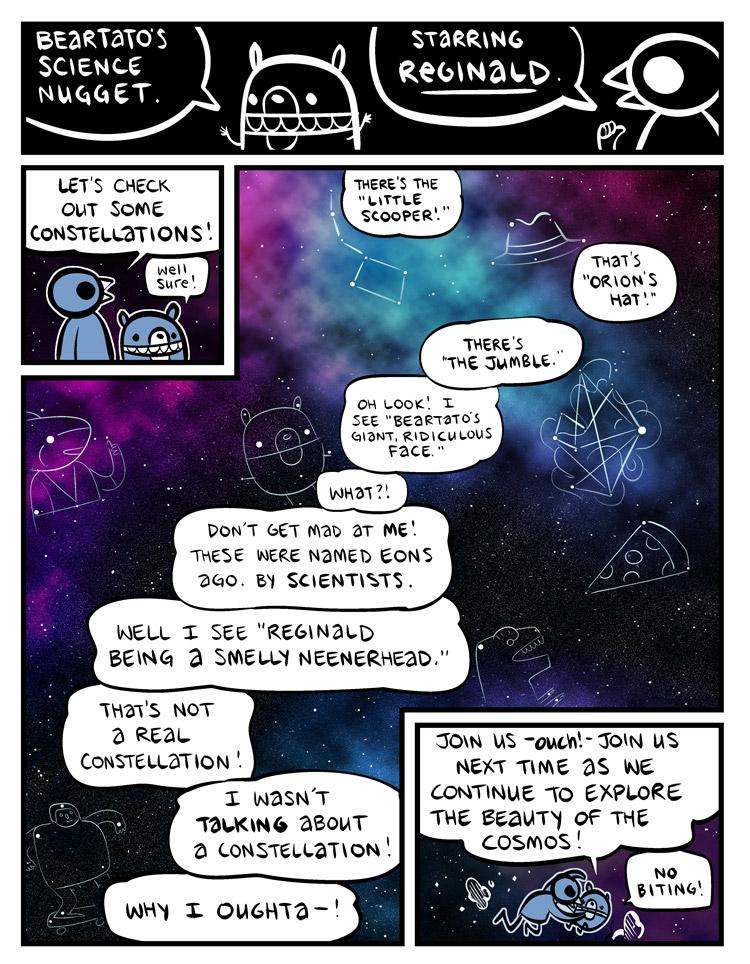 BEARTATO'S
SCIENCE
NUGGET.
STARRING
REGINALD.
LET'S CHECK
OUT SOME
CONSTELLATIONS!
Well
Sure!
THERE'S THE
"LITTLE
SCOOPER!"
THAT'S
"ORION'S
HAT!"
THERE'S
"THE JUMBLE."
OH LOOK! I
SEE "BEARTATO'S
GIANT, RIDICULOUS
FACE."
WHAT?!
DON'T GET MAD AT ME!
THESE WERE NAMED EONS
AGO. BY SCIENTISTS.
WELL I SEE "REGINALD
BEING A SMELLY NEENERHEAD."
THAT'S NOT
A REAL
CONSTELLATION!
I WASN'T
TALKING ABOUT
A CONSTELLATION!
WHY I OUGHTA-!
JOIN US -OUCH!- JOIN US
NEXT TIME AS WE
CONTINUE TO EXPLORE
THE BEAUTY OF THE
COSMOS!
NO
BITING!